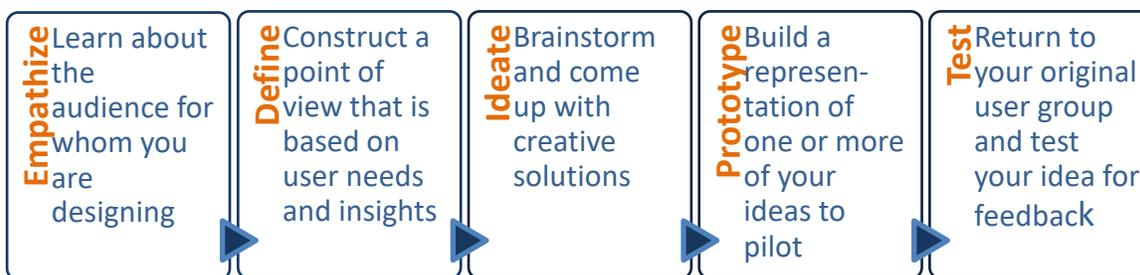 Empathize
Learn about
the
audience for
whom you
are
designing
Define
Construct a
point of
view that is
based on
user needs
and insights
Ideate
Brainstorm
and come
up with
creative
solutions
Prototype
Build a
represen-
tation of
one or more
of your
ideas to
pilot
Test
Return to
your original
user group
and test
your idea for
feedback